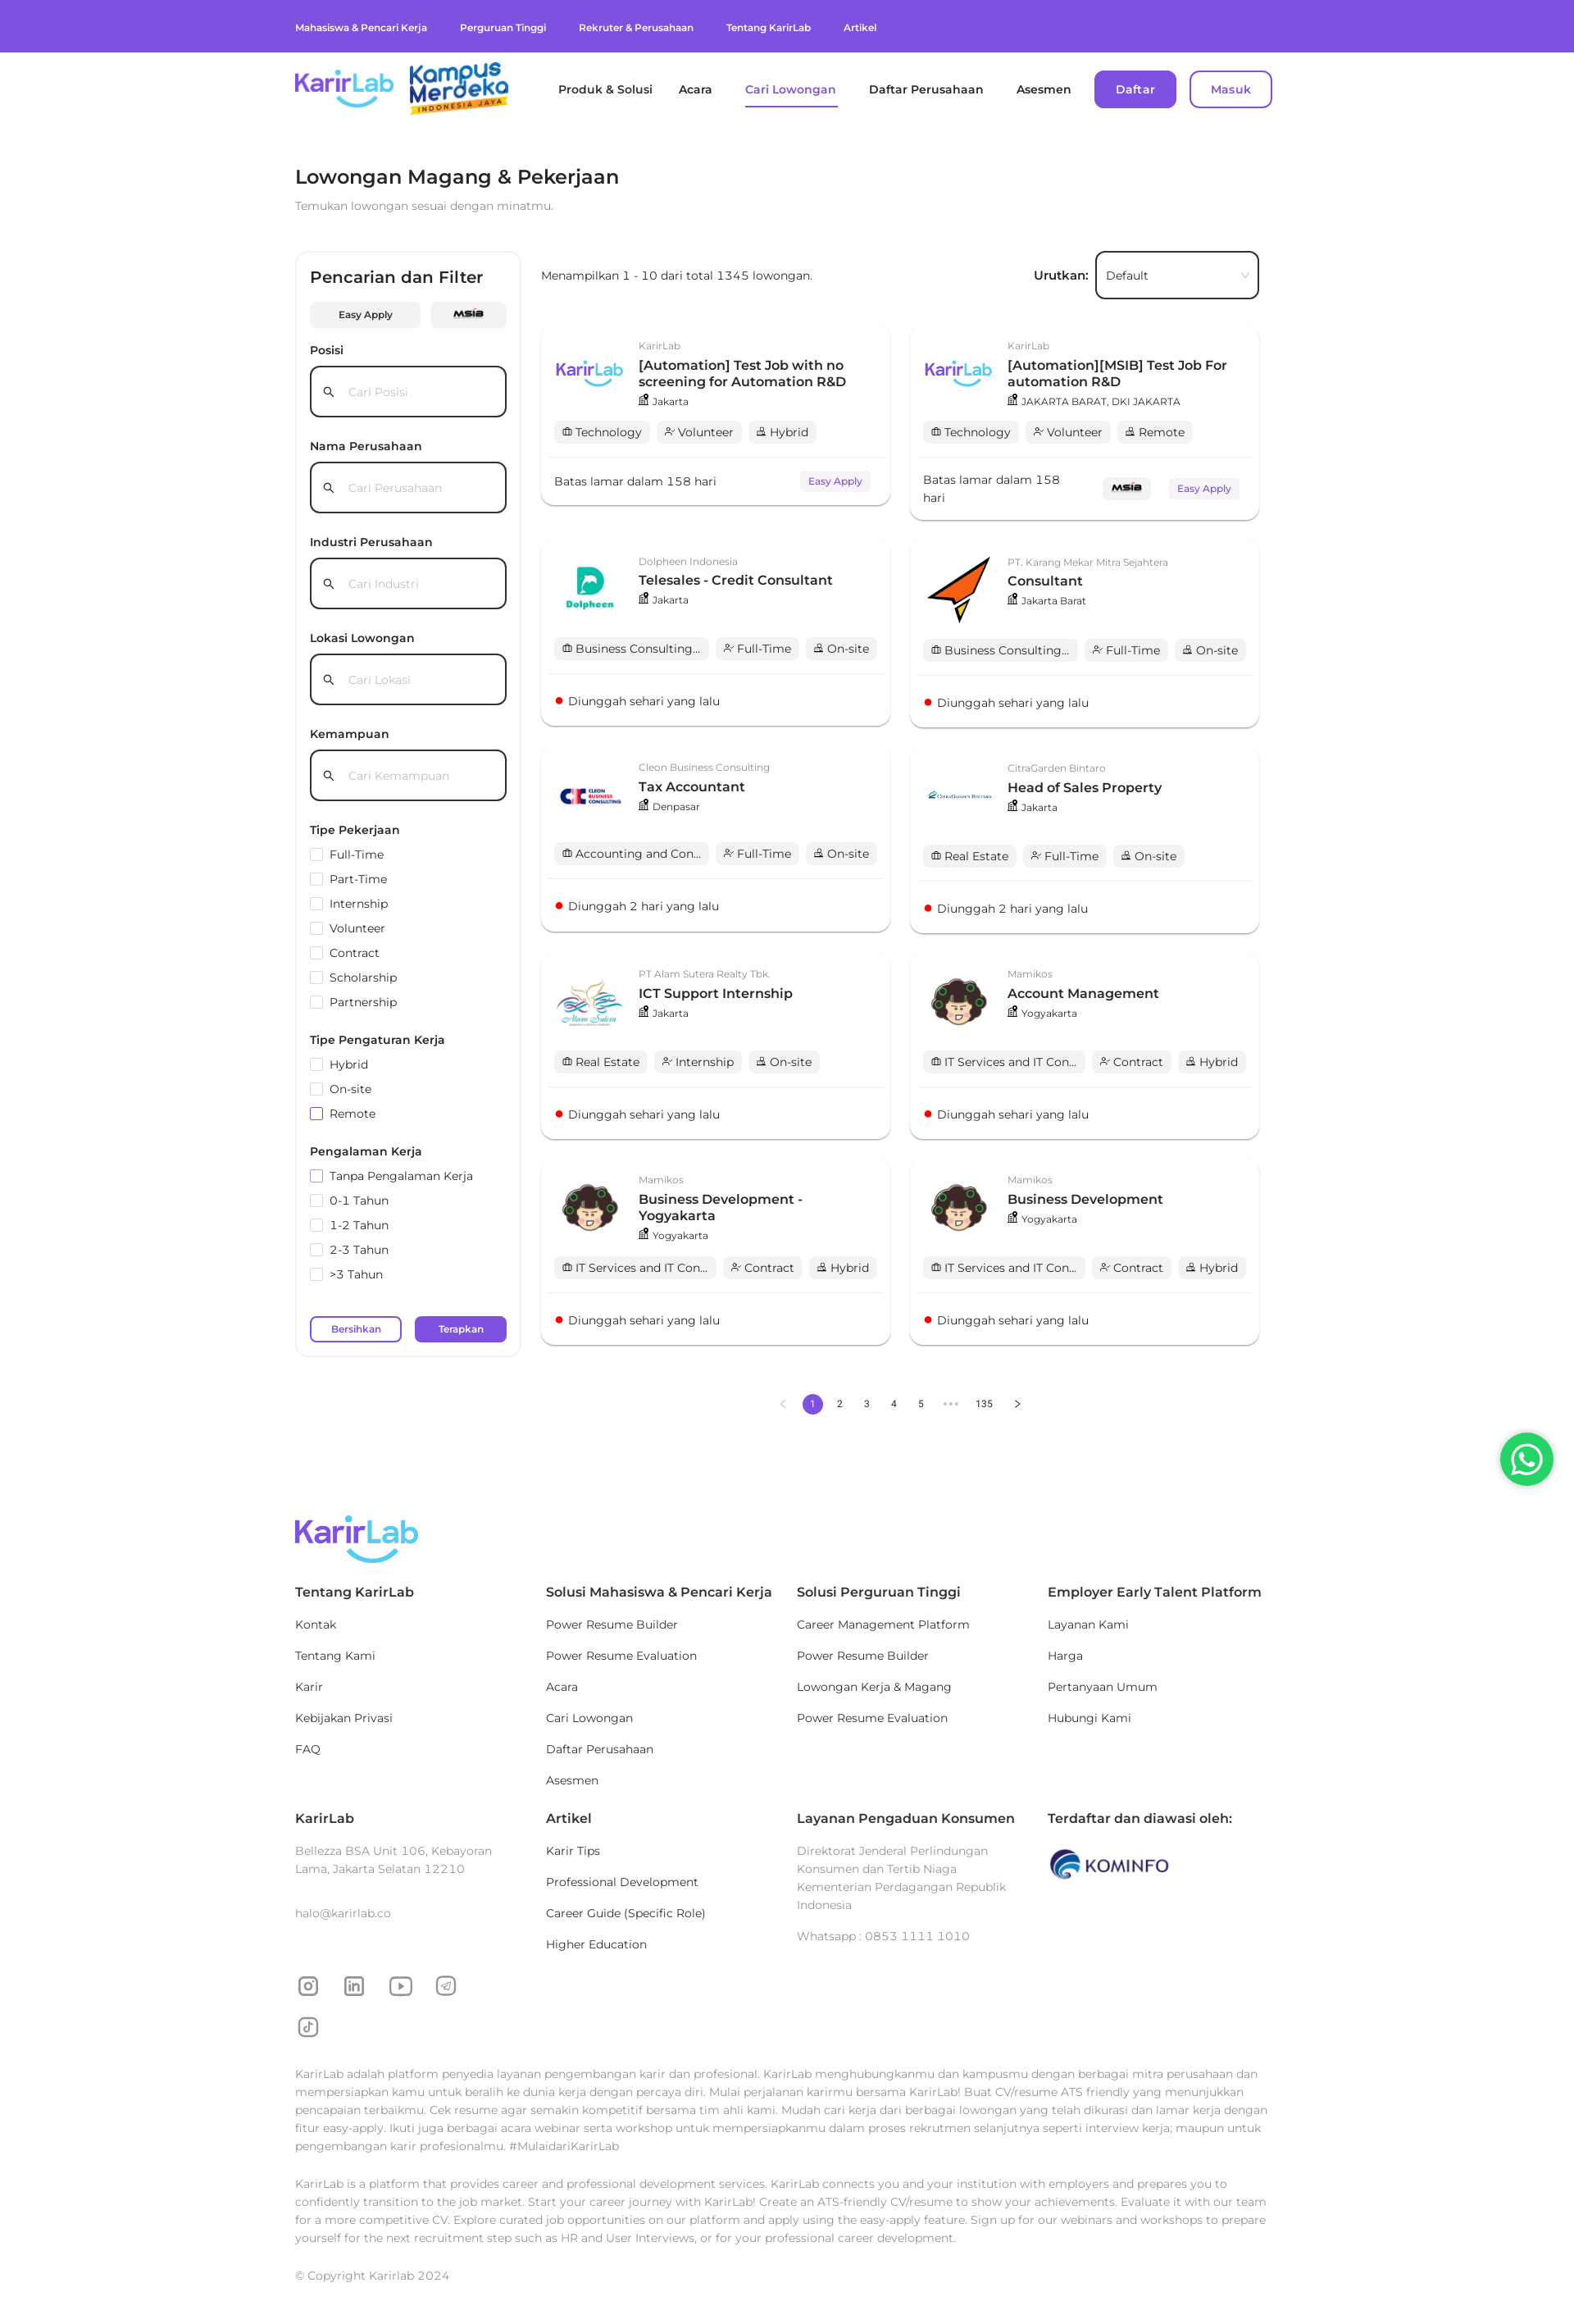 Mahasiswa & Pencari Kerja
Perguruan Tinggi
Rekruter & Perusahaan
Tentang KarirLab
Artikel
KarirLab
Kampus
Merdeka
INDONESIA JAYA
Produk & Solusi
Acara
Cari Lowongan
Daftar Perusahaan
Asesmen
Daftar
Masuk
Lowongan Magang & Pekerjaan
Temukan lowongan sesuai dengan minatmu.
Pencarian dan Filter
Easy Apply
MSIB
Posisi
Cari Posisi
Nama Perusahaan
Cari Perusahaan
Industri Perusahaan
Cari Industri
Lokasi Lowongan
Cari Lokasi
Kemampuan
Cari Kemampuan
Tipe Pekerjaan
Full-Time
Part-Time
Internship
Volunteer
Contract
Scholarship
Partnership
Tipe Pengaturan Kerja
Hybrid
On-site
Remote
Pengalaman Kerja
Tanpa Pengalaman Kerja
0-1 Tahun
1-2 Tahun
2-3 Tahun
>3 Tahun
Bersihkan
Terapkan
Menampilkan 1 - 10 dari total 1345 lowongan.
Urutkan:
Default
KarirLab
KarirLab
[Automation] Test Job with no
screening for Automation R&D
Jakarta
Technology
Volunteer
Hybrid
Batas lamar dalam 158 hari
Easy Apply
KarirLab
KarirLab
[Automation][MSIB] Test Job For
automation R&D
JAKARTA BARAT, DKI JAKARTA
Technology
Volunteer
Remote
Batas lamar dalam 158
hari
MSIB
Easy Apply
Dolpheen
Dolpheen Indonesia
Telesales - Credit Consultant
Jakarta
Business Consulting...
Full-Time
On-site
Diunggah sehari yang lalu
PT. Karang Mekar Mitra Sejahtera
Consultant
Jakarta Barat
Business Consulting...
Full-Time
On-site
Diunggah sehari yang lalu
CLEON
BUSINESS
CONSULTING
Cleon Business Consulting
Tax Accountant
Denpasar
Accounting and Con...
Full-Time
On-site
Diunggah 2 hari yang lalu
CitraGarden Bintaro
CitraGarden Bintaro
Head of Sales Property
Jakarta
Real Estate
Full-Time
On-site
Diunggah 2 hari yang lalu
Alam Sutera
PT Alam Sutera Realty Tbk.
ICT Support Internship
Jakarta
Real Estate
Internship
On-site
Diunggah sehari yang lalu
Mamikos
Account Management
Yogyakarta
IT Services and IT Con...
Contract
Hybrid
Diunggah sehari yang lalu
Mamikos
Business Development -
Yogyakarta
Yogyakarta
IT Services and IT Con...
Contract
Hybrid
Diunggah sehari yang lalu
Mamikos
Business Development
Yogyakarta
IT Services and IT Con...
Contract
Hybrid
Diunggah sehari yang lalu
1 2 3 4 5 ••• 135
KarirLab
Tentang KarirLab
Kontak
Tentang Kami
Karir
Kebijakan Privasi
FAQ
Solusi Mahasiswa & Pencari Kerja
Power Resume Builder
Power Resume Evaluation
Acara
Cari Lowongan
Daftar Perusahaan
Asesmen
Solusi Perguruan Tinggi
Career Management Platform
Power Resume Builder
Lowongan Kerja & Magang
Power Resume Evaluation
Employer Early Talent Platform
Layanan Kami
Harga
Pertanyaan Umum
Hubungi Kami
KarirLab
Bellezza BSA Unit 106, Kebayoran
Lama, Jakarta Selatan 12210
halo@karirlab.co
Artikel
Karir Tips
Professional Development
Career Guide (Specific Role)
Higher Education
Layanan Pengaduan Konsumen
Direktorat Jenderal Perlindungan
Konsumen dan Tertib Niaga
Kementerian Perdagangan Republik
Indonesia
Whatsapp : 0853 1111 1010
Terdaftar dan diawasi oleh:
KOMINFO
KarirLab adalah platform penyedia layanan pengembangan karir dan profesional. KarirLab menghubungkanmu dan kampusmu dengan berbagai mitra perusahaan dan
mempersiapkan kamu untuk beralih ke dunia kerja dengan percaya diri. Mulai perjalanan karirmu bersama KarirLab! Buat CV/resume ATS friendly yang menunjukkan
pencapaian terbaikmu. Cek resume agar semakin kompetitif bersama tim ahli kami. Mudah cari kerja dari berbagai lowongan yang telah dikurasi dan lamar kerja dengan
fitur easy-apply. Ikuti juga berbagai acara webinar serta workshop untuk mempersiapkanmu dalam proses rekrutmen selanjutnya seperti interview kerja; maupun untuk
pengembangan karir profesionalmu. #MulaidariKarirLab
KarirLab is a platform that provides career and professional development services. KarirLab connects you and your institution with employers and prepares you to
confidently transition to the job market. Start your career journey with KarirLab! Create an ATS-friendly CV/resume to show your achievements. Evaluate it with our team
for a more competitive CV. Explore curated job opportunities on our platform and apply using the easy-apply feature. Sign up for our webinars and workshops to prepare
yourself for the next recruitment step such as HR and User Interviews, or for your professional career development.
© Copyright Karirlab 2024